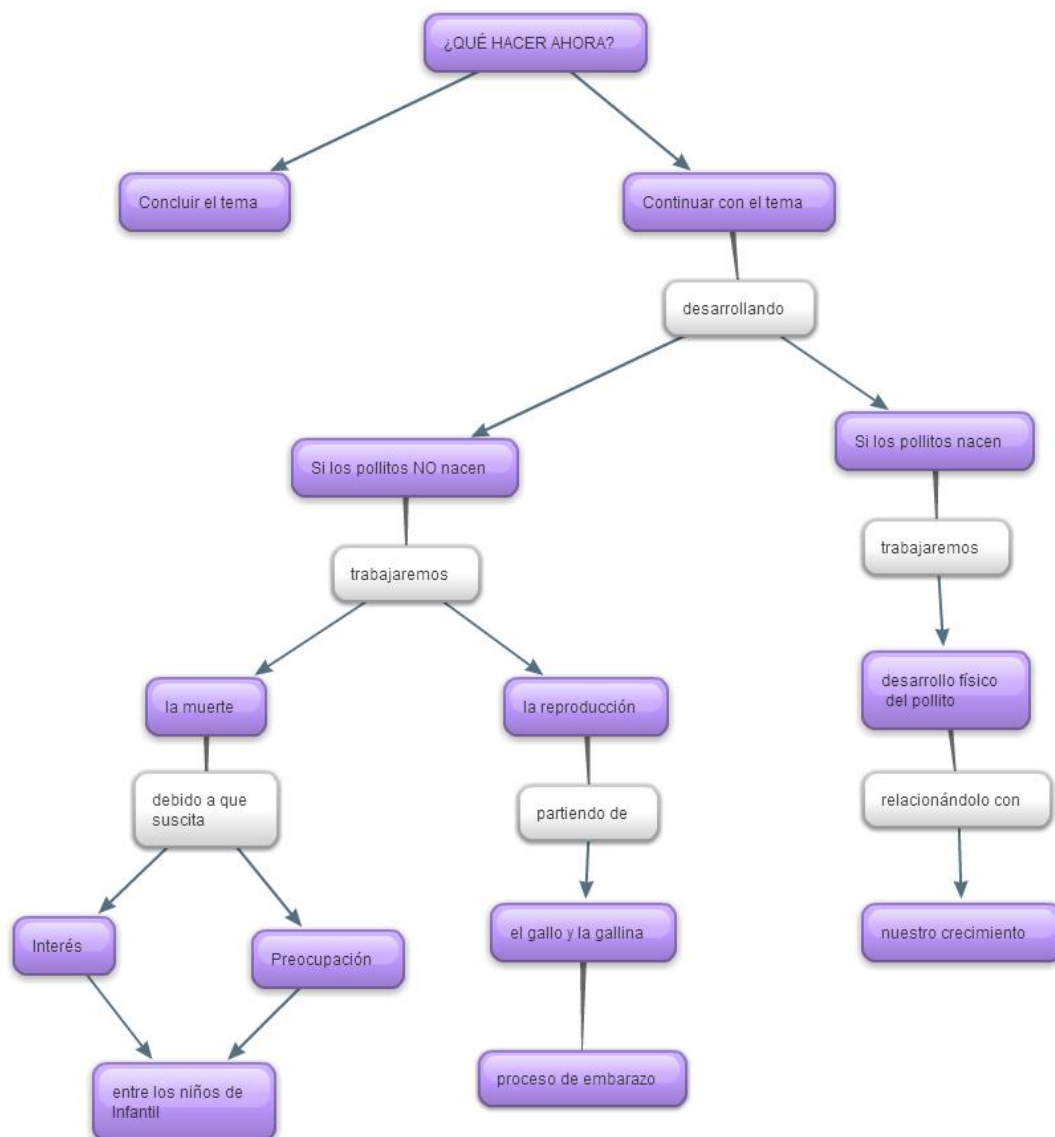 ¿QUÉ HACER AHORA?
Concluir el tema
Continuar con el tema
desarrollando
Si los pollitos NO nacen
Si los pollitos nacen
trabajaremos
trabajaremos
la muerte
la reproducción
desarrollo físico
del pollito
debido a que
suscita
partiendo de
relacionándolo con
Interés
Preocupación
el gallo y la gallina
nuestro crecimiento
entre los niños de
Infantil
proceso de embarazo